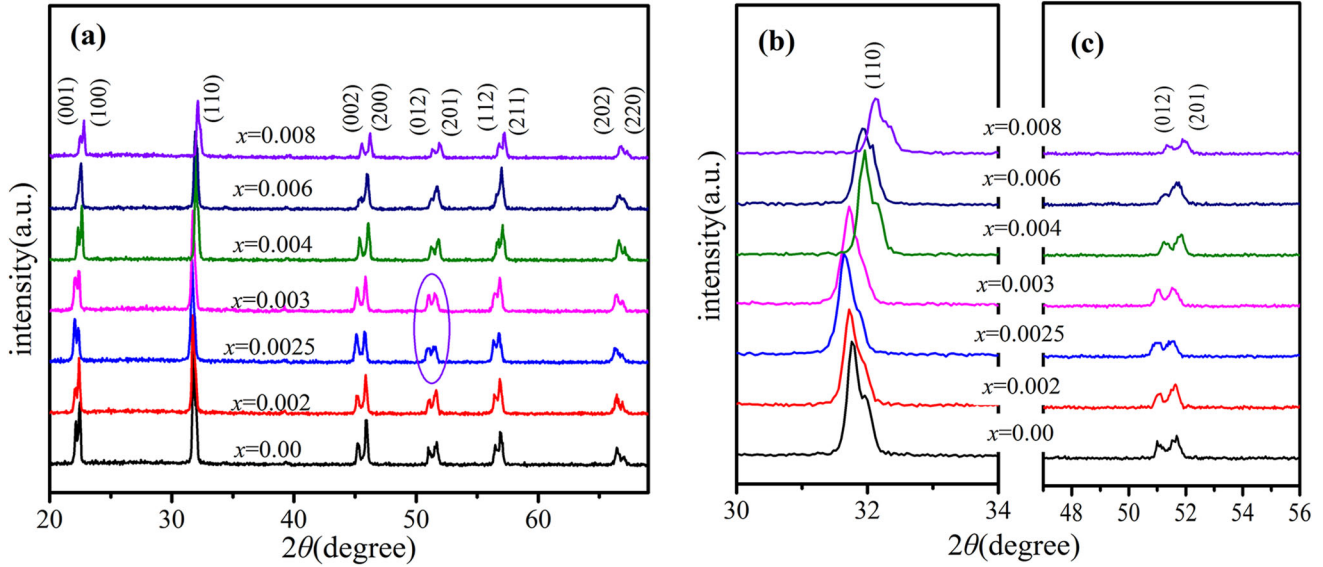 (a)
(001)
(100)
(110)
(002)
(200)
(012)
(201)
(112)
(211)
(202)
(220)
x=0.008
x=0.006
x=0.004
x=0.003
x=0.0025
x=0.002
x=0.00
intensity(a.u.)
20 30 40 50 60
2θ(degree)
(b)
(110)
intensity(a.u.)
30 32 34
2θ(degree)
x=0.008
x=0.006
x=0.004
x=0.003
x=0.0025
x=0.002
x=0.00
(c)
(012)
(201)
48 50 52 54 56
2θ(degree)